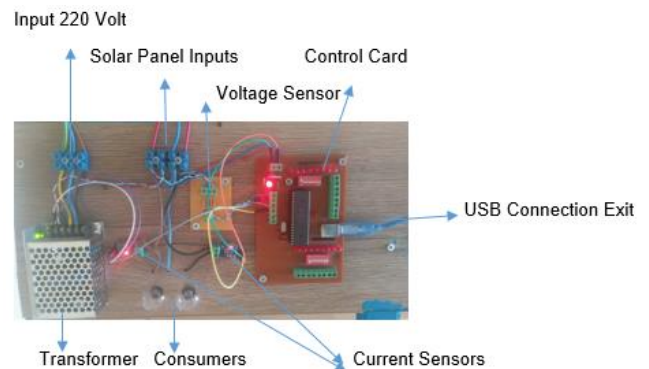 Input 220 Volt
Solar Panel Inputs
Control Card
Voltage Sensor
USB Connection Exit
Transformer
Consumers
Current Sensors